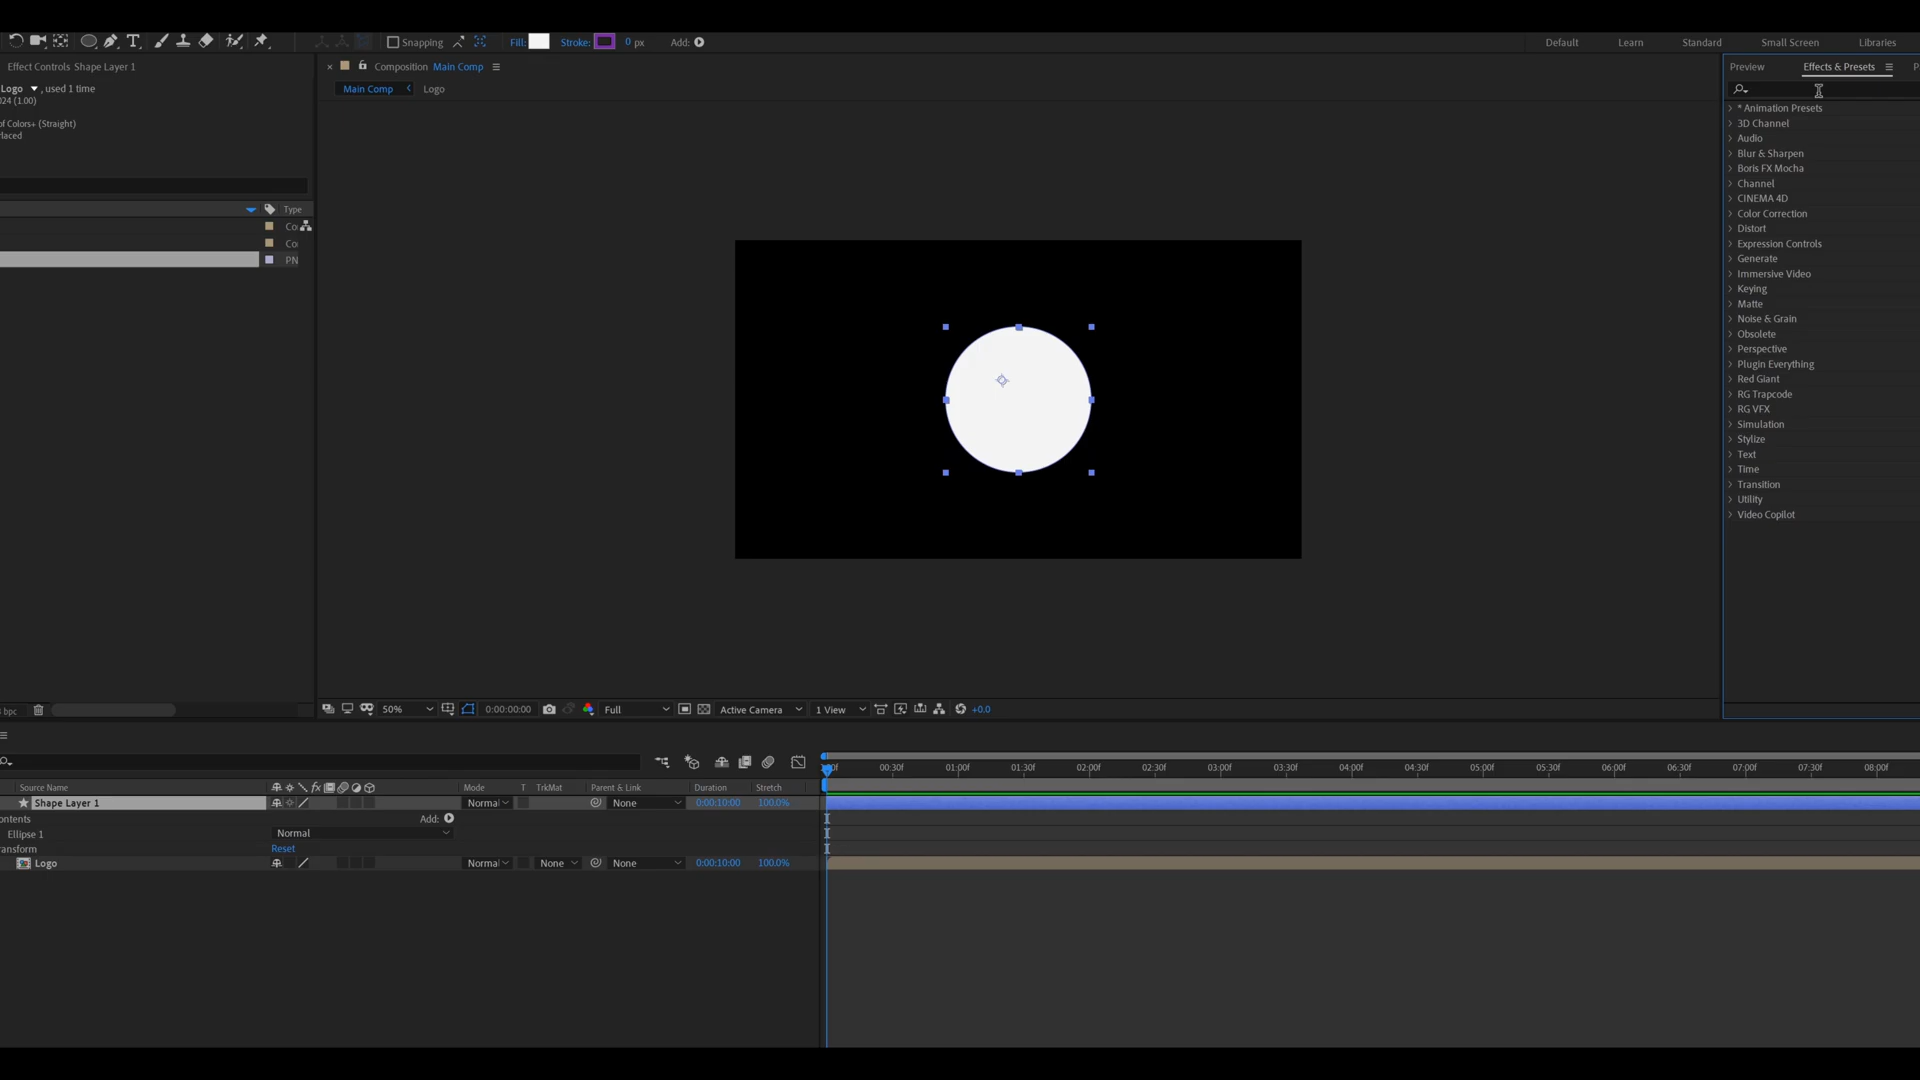 Snapping Fill: Stroke: 0 px Add: Default Learn Standard Small Screen Libraries
Effect Controls Shape Layer 1
Logo , used 1 time
024 (1.00)
of Colors+ (Straight)
rlaced
Type
Co
Co
PN
bpc
× Composition Main Comp
Main Comp Logo
50% 0:00:00:00 Full Active Camera 1 View +0.0
Preview Effects & Presets P
* Animation Presets
3D Channel
Audio
Blur & Sharpen
Boris FX Mocha
Channel
CINEMA 4D
Color Correction
Distort
Expression Controls
Generate
Immersive Video
Keying
Matte
Noise & Grain
Obsolete
Perspective
Plugin Everything
Red Giant
RG Trapcode
RG VFX
Simulation
Stylize
Text
Time
Transition
Utility
Video Copilot
00:30f 01:00f 01:30f 02:00f 02:30f 03:00f 03:30f 04:00f 04:30f 05:00f 05:30f 06:00f 06:30f 07:00f 07:30f 08:00f
Source Name fx Mode T TrkMat Parent & Link Duration Stretch
Shape Layer 1 Normal None 0:00:10:00 100.0%
ontents Add:
Ellipse 1 Normal
ransform Reset
Logo Normal None None 0:00:10:00 100.0%